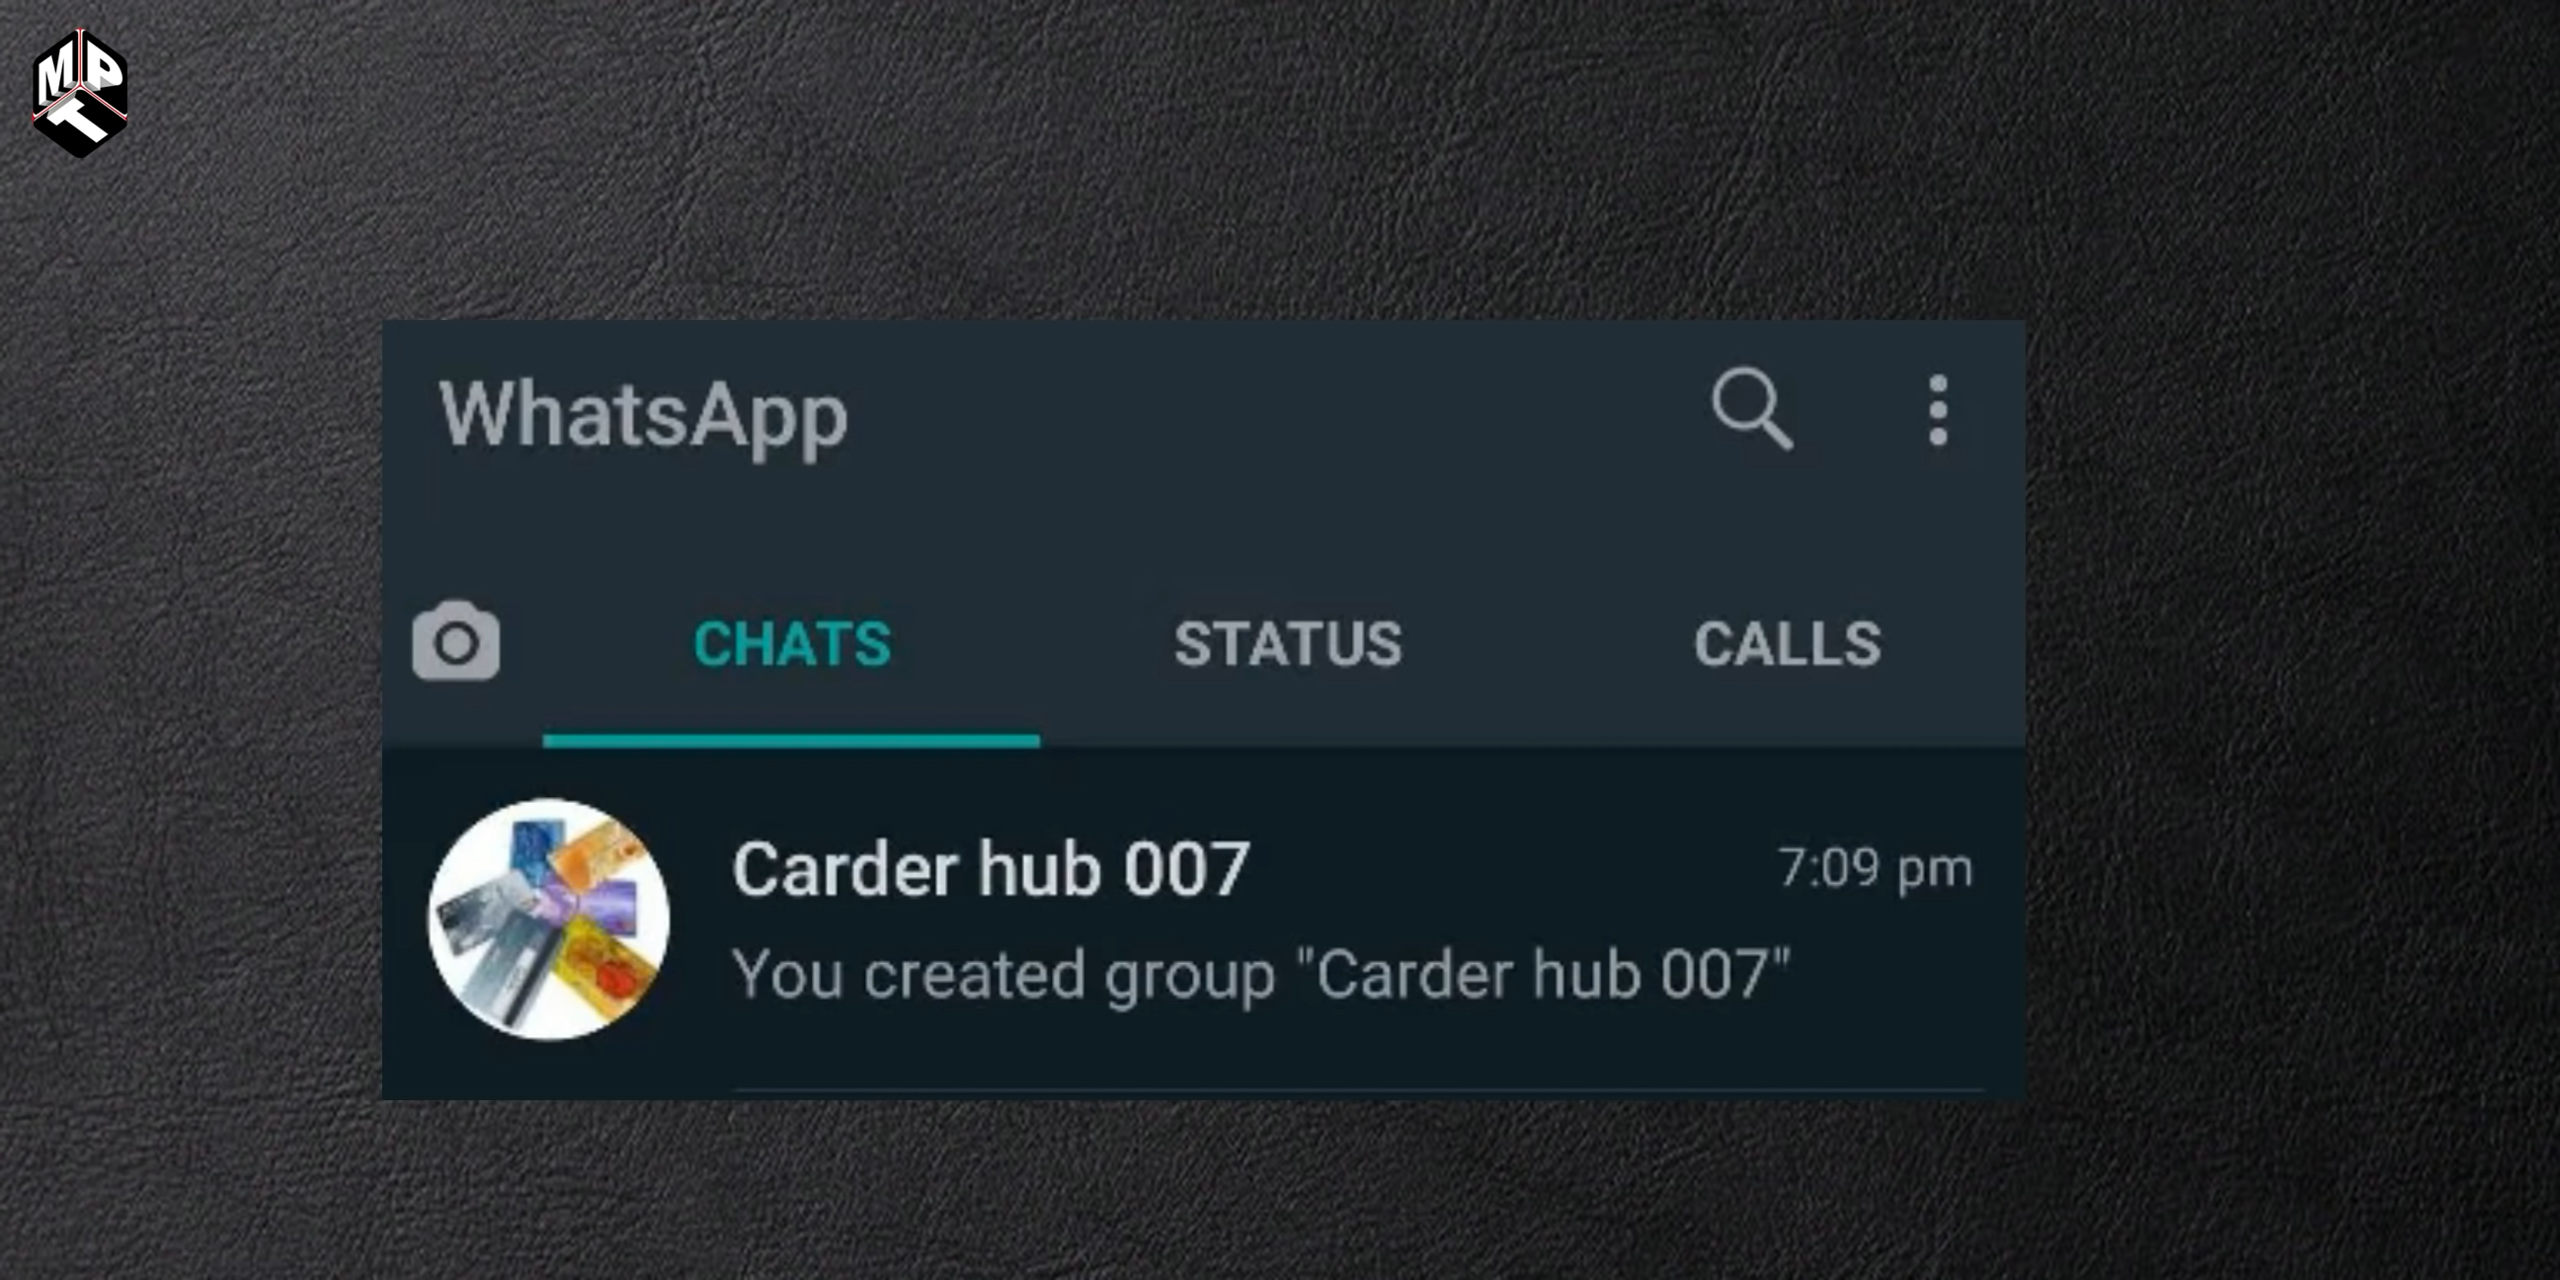 MPT
WhatsApp
CHATS STATUS CALLS
Carder hub 007 7:09 pm
You created group "Carder hub 007"